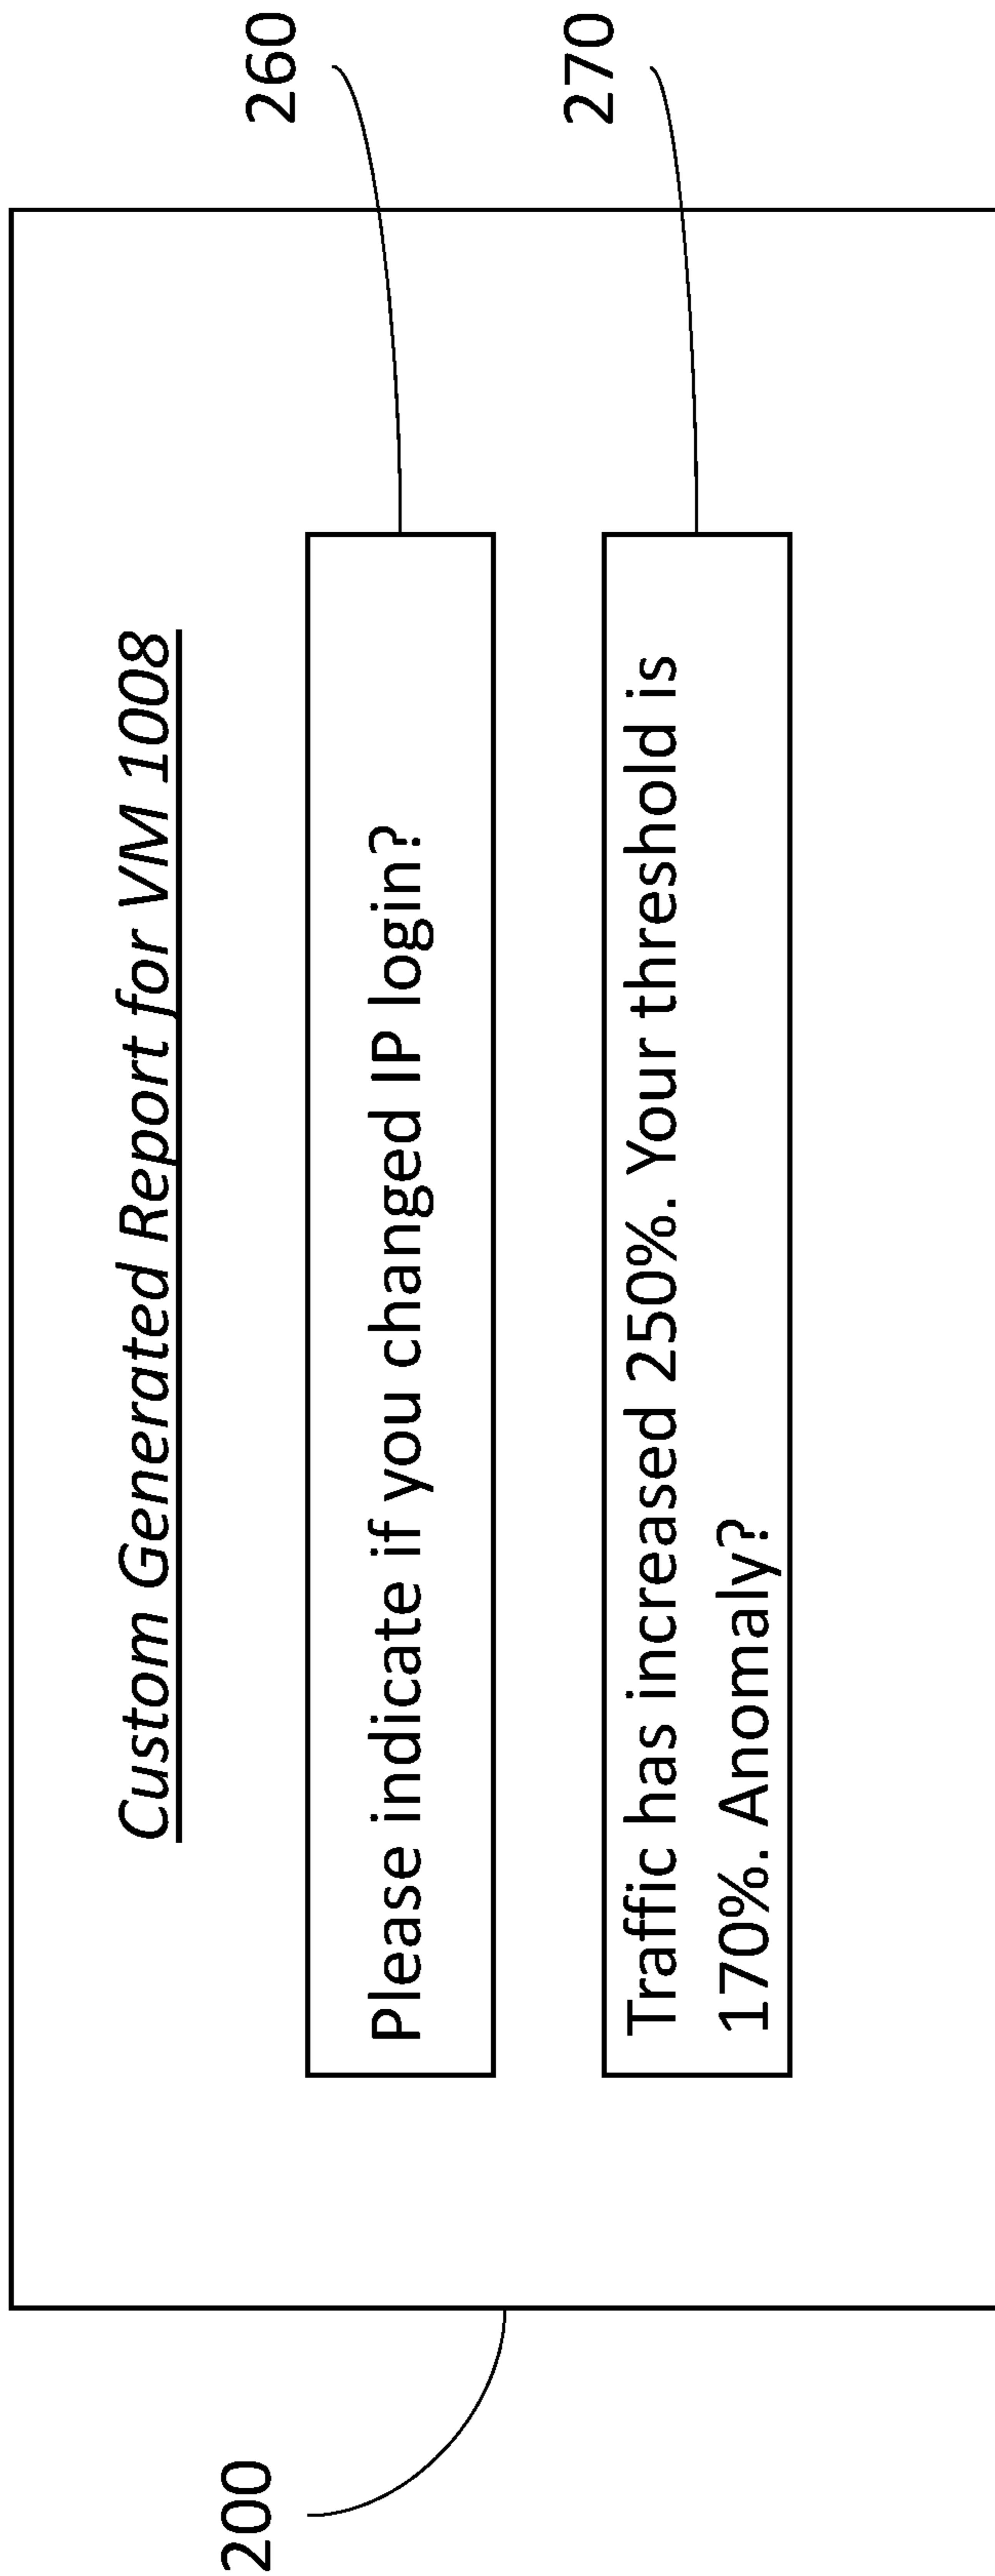 Custom Generated Report for VM 1008
260
Please indicate if you changed IP login?
270
Traffic has increased 250%. Your threshold is
170%. Anomaly?
200